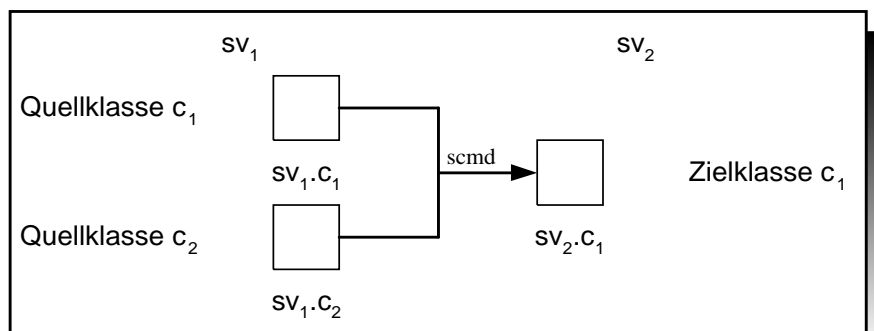 sv₁ sv₂
Quellklasse c₁
scmd
sv₁.c₁ Zielklasse c₁
Quellklasse c₂ sv₂.c₁
sv₁.c₂